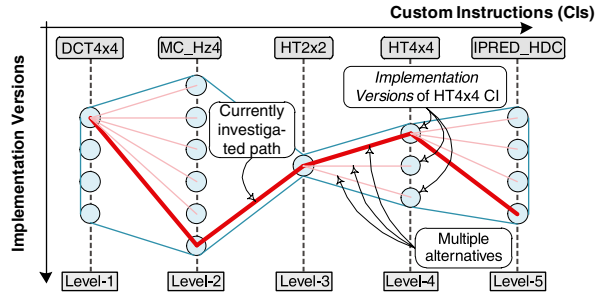 Custom Instructions (CIs)
DCT4x4
MC_Hz4
HT2x2
HT4x4
IPRED_HDC
Implementation Versions
Currently
investiga-
ted path
Implementation
Versions of HT4x4 CI
Multiple
alternatives
Level-1
Level-2
Level-3
Level-4
Level-5